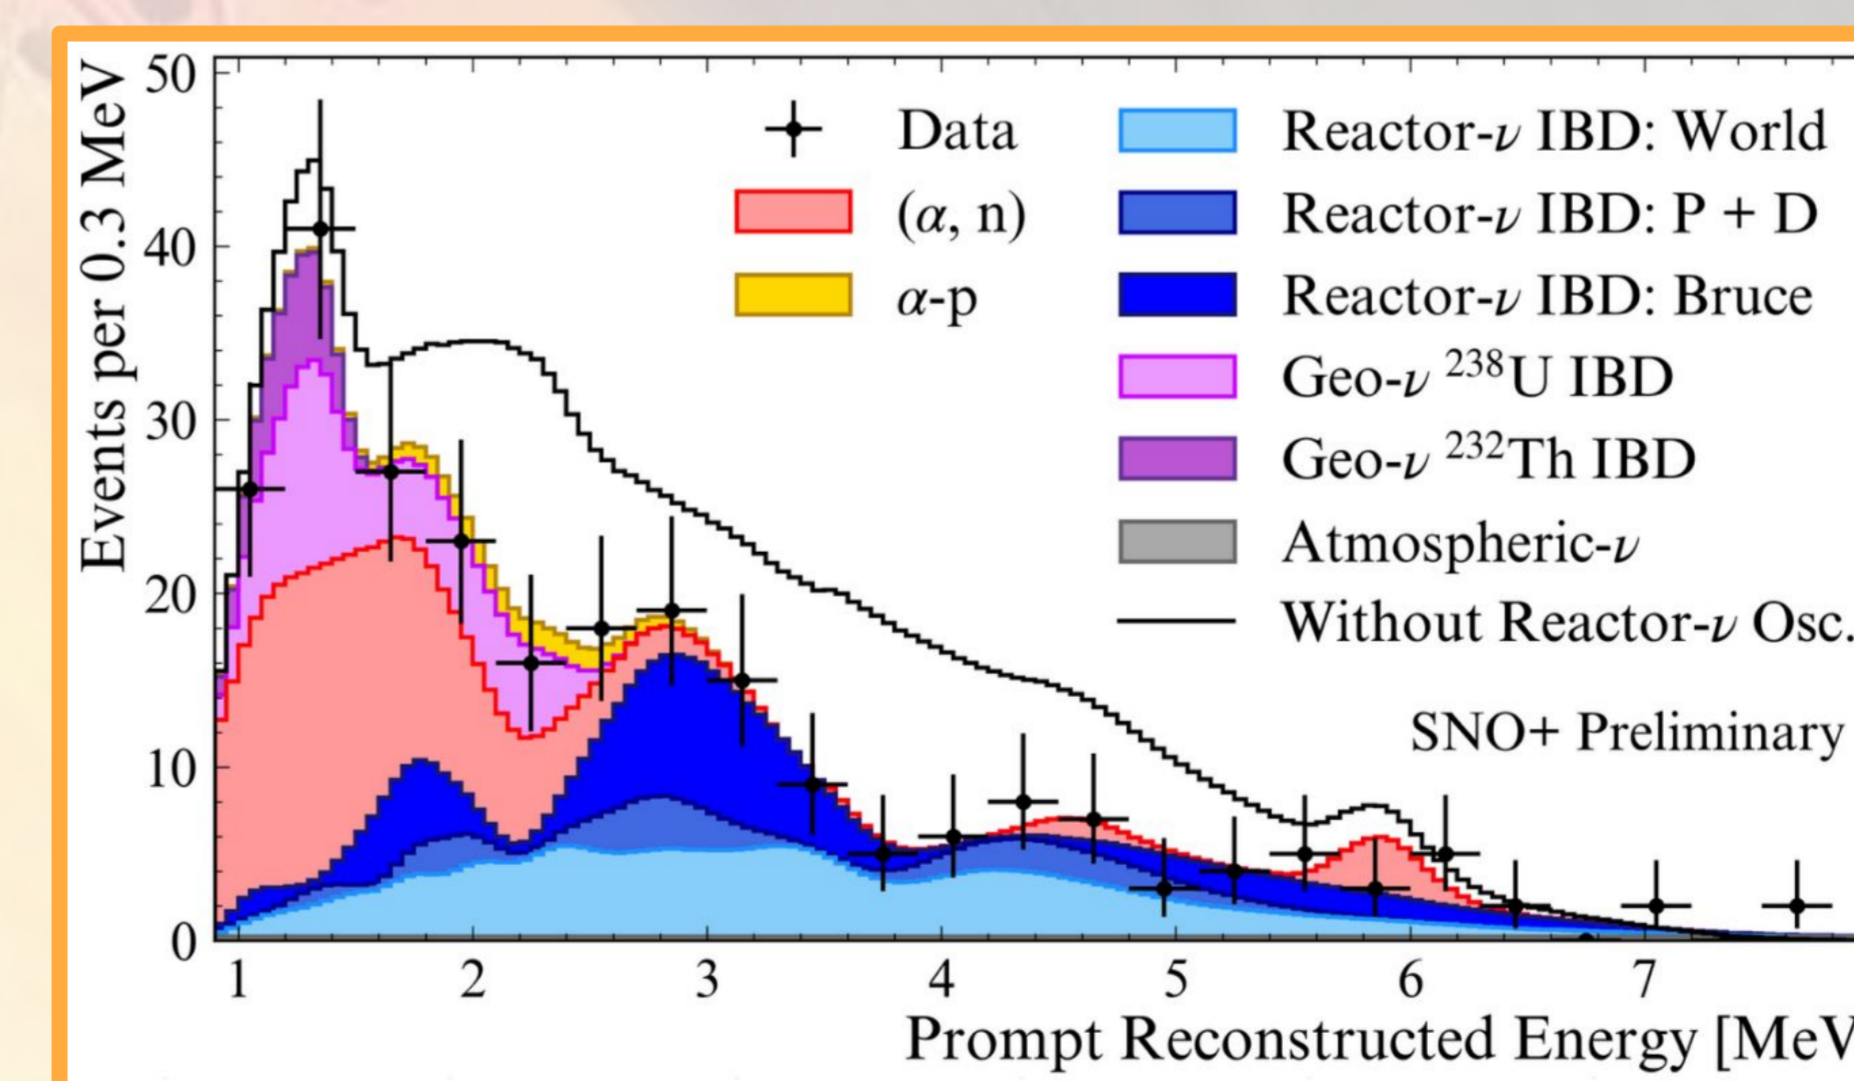 Events per 0.3 MeV
50
40
30
20
10
0
Data
(α, n)
α-p
Reactor-ν IBD: World
Reactor-ν IBD: P + D
Reactor-ν IBD: Bruce
Geo-ν ²³⁸U IBD
Geo-ν ²³²Th IBD
Atmospheric-ν
Without Reactor-ν Osc.
SNO+ Preliminary
1 2 3 4 5 6 7
Prompt Reconstructed Energy [MeV